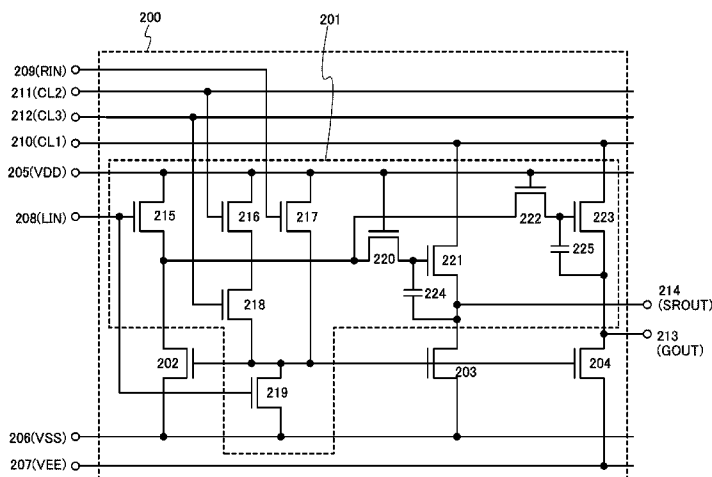 200
201
209(RIN)
211(CL2)
212(CL3)
210(CL1)
205(VDD)
208(LIN)
215
216
217
222
223
220
221
225
224
218
214
(SROUT)
213
(GOUT)
202
219
203
204
206(VSS)
207(VEE)